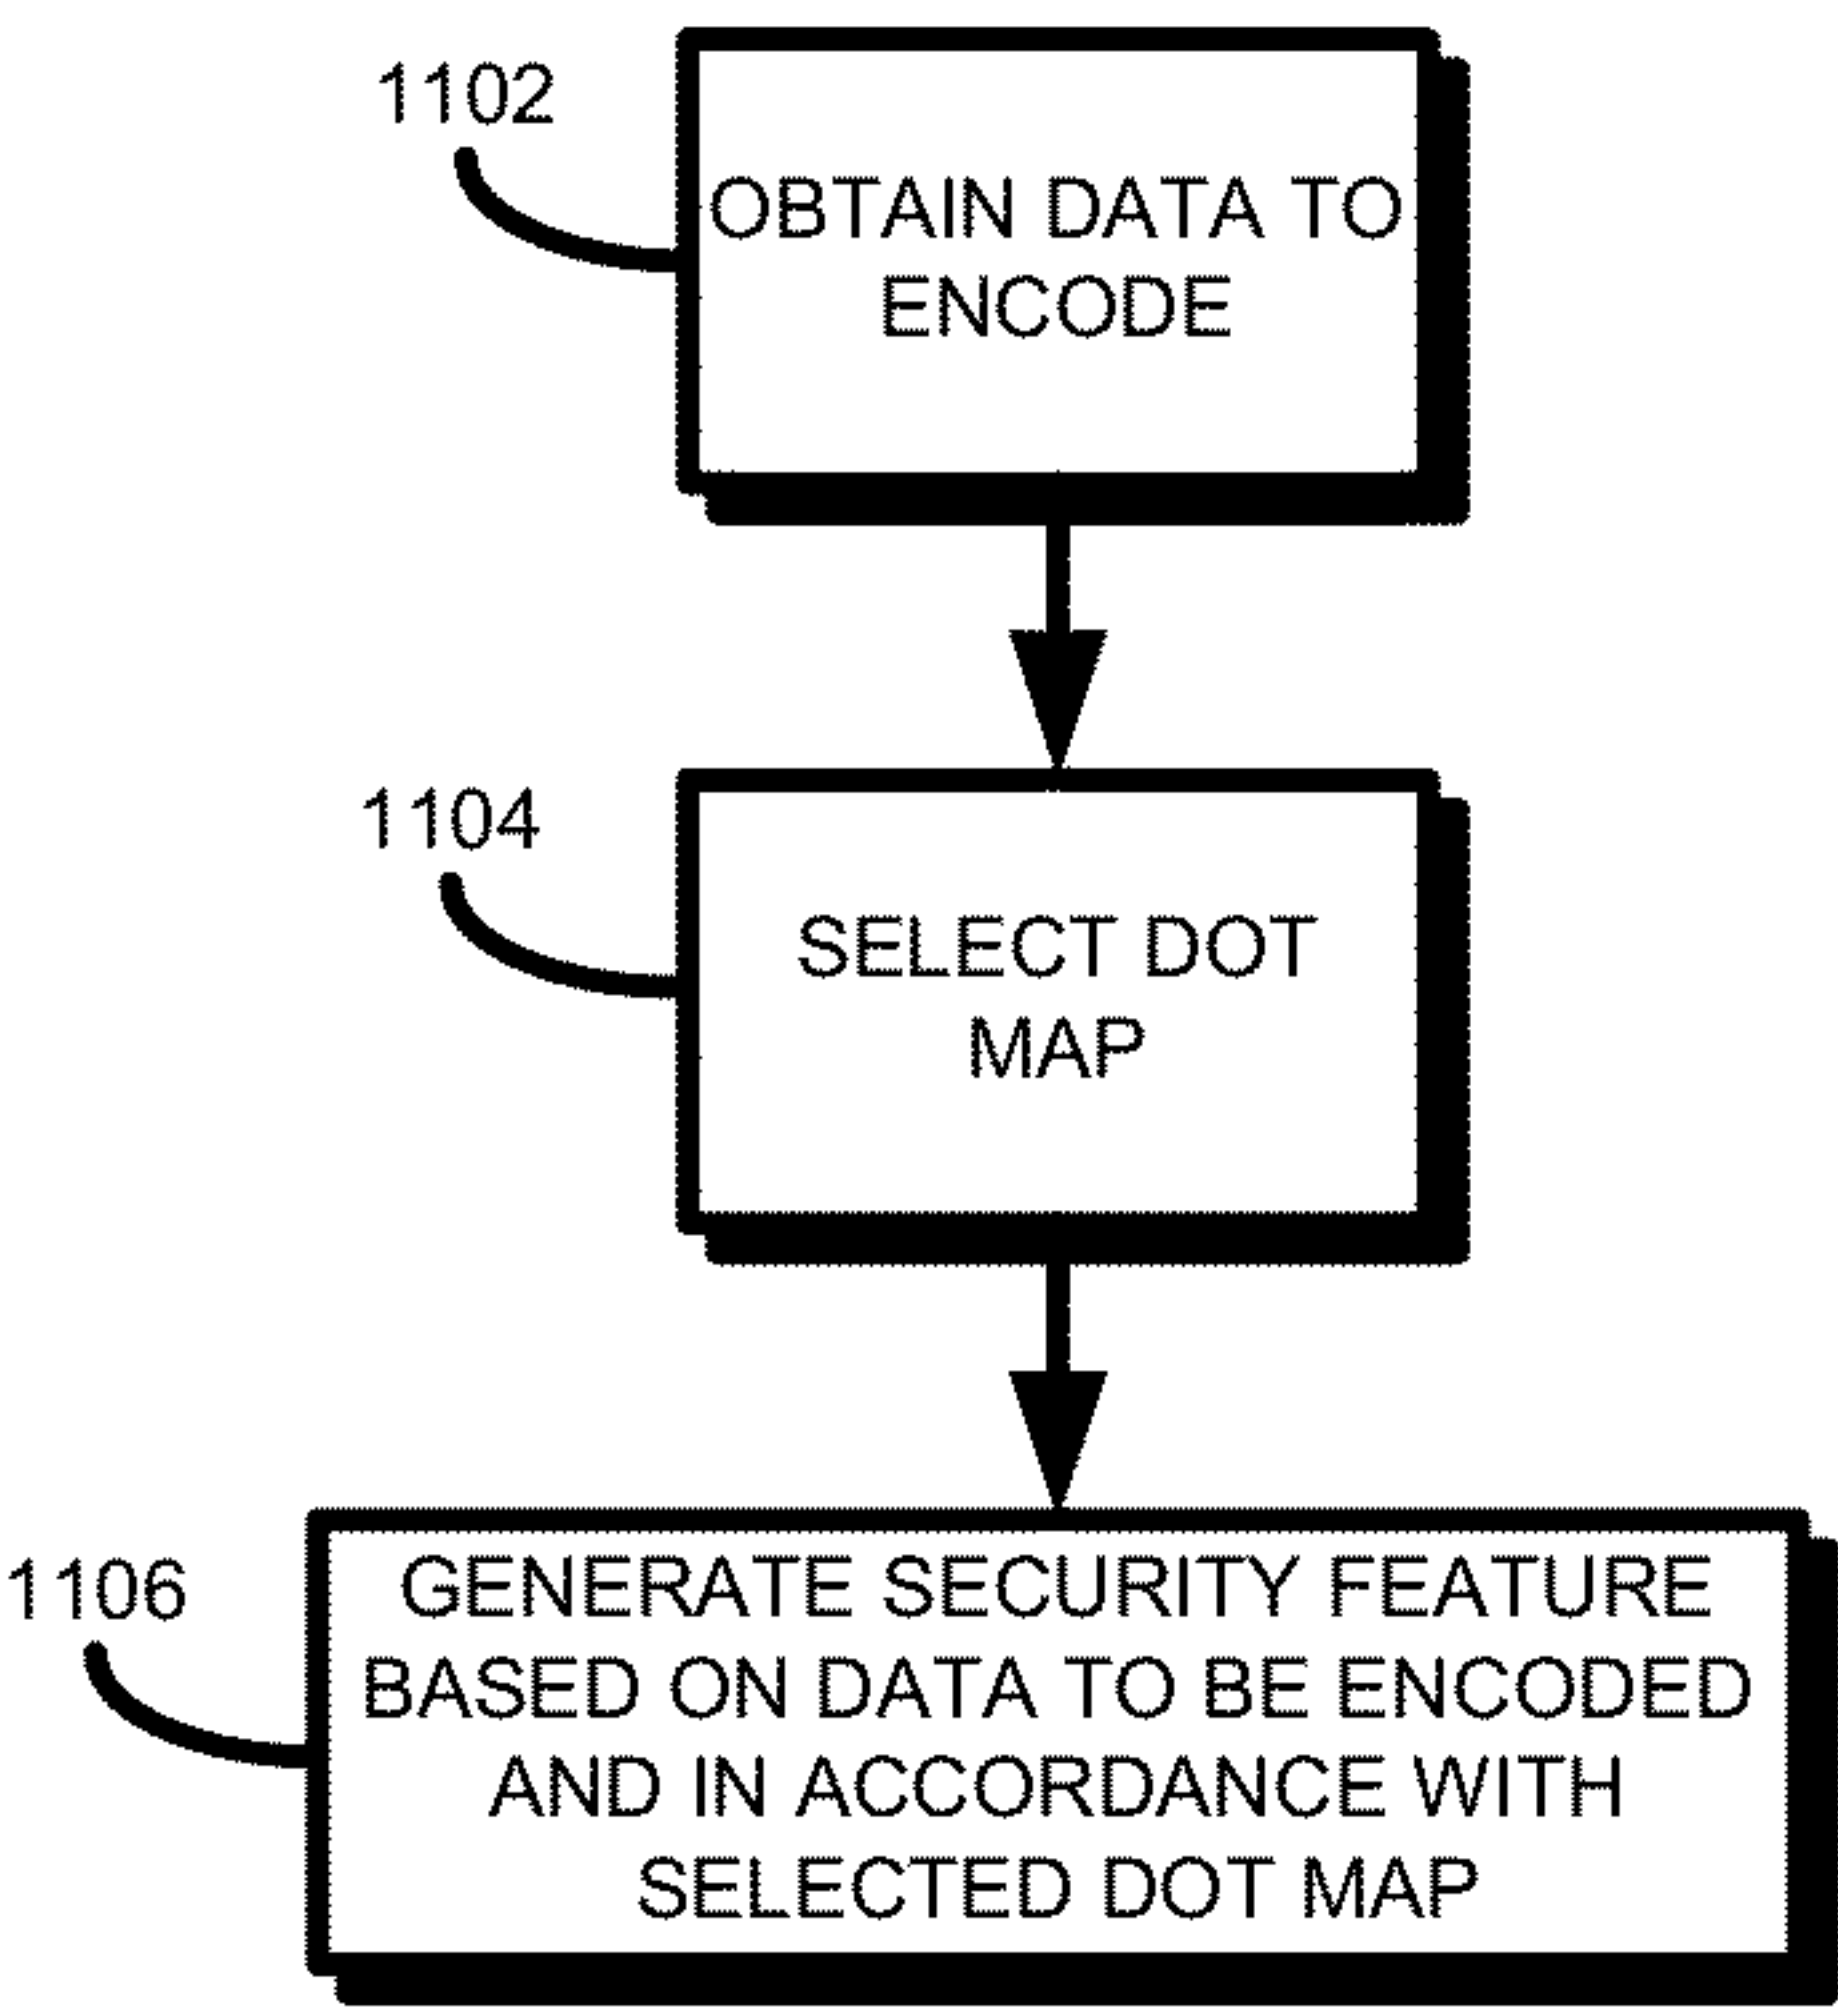 1102
OBTAIN DATA TO
ENCODE
1104
SELECT DOT
MAP
1106
GENERATE SECURITY FEATURE
BASED ON DATA TO BE ENCODED
AND IN ACCORDANCE WITH
SELECTED DOT MAP